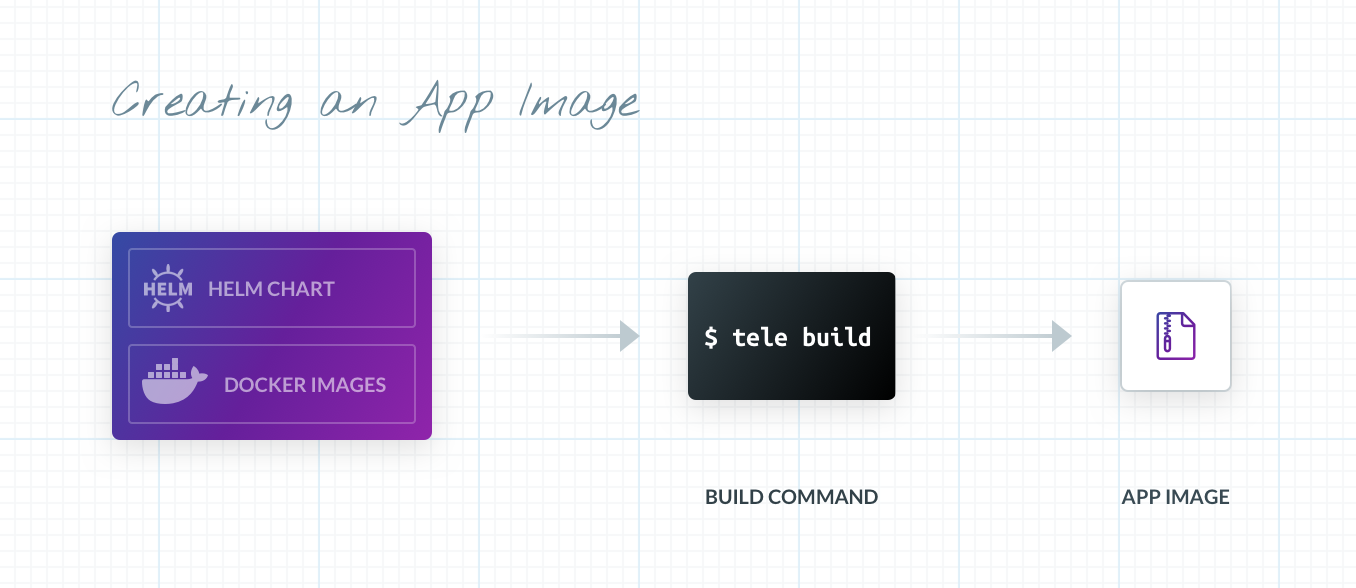 Creating an App Image
HELM HELM CHART
$ tele build
DOCKER IMAGES
BUILD COMMAND
APP IMAGE